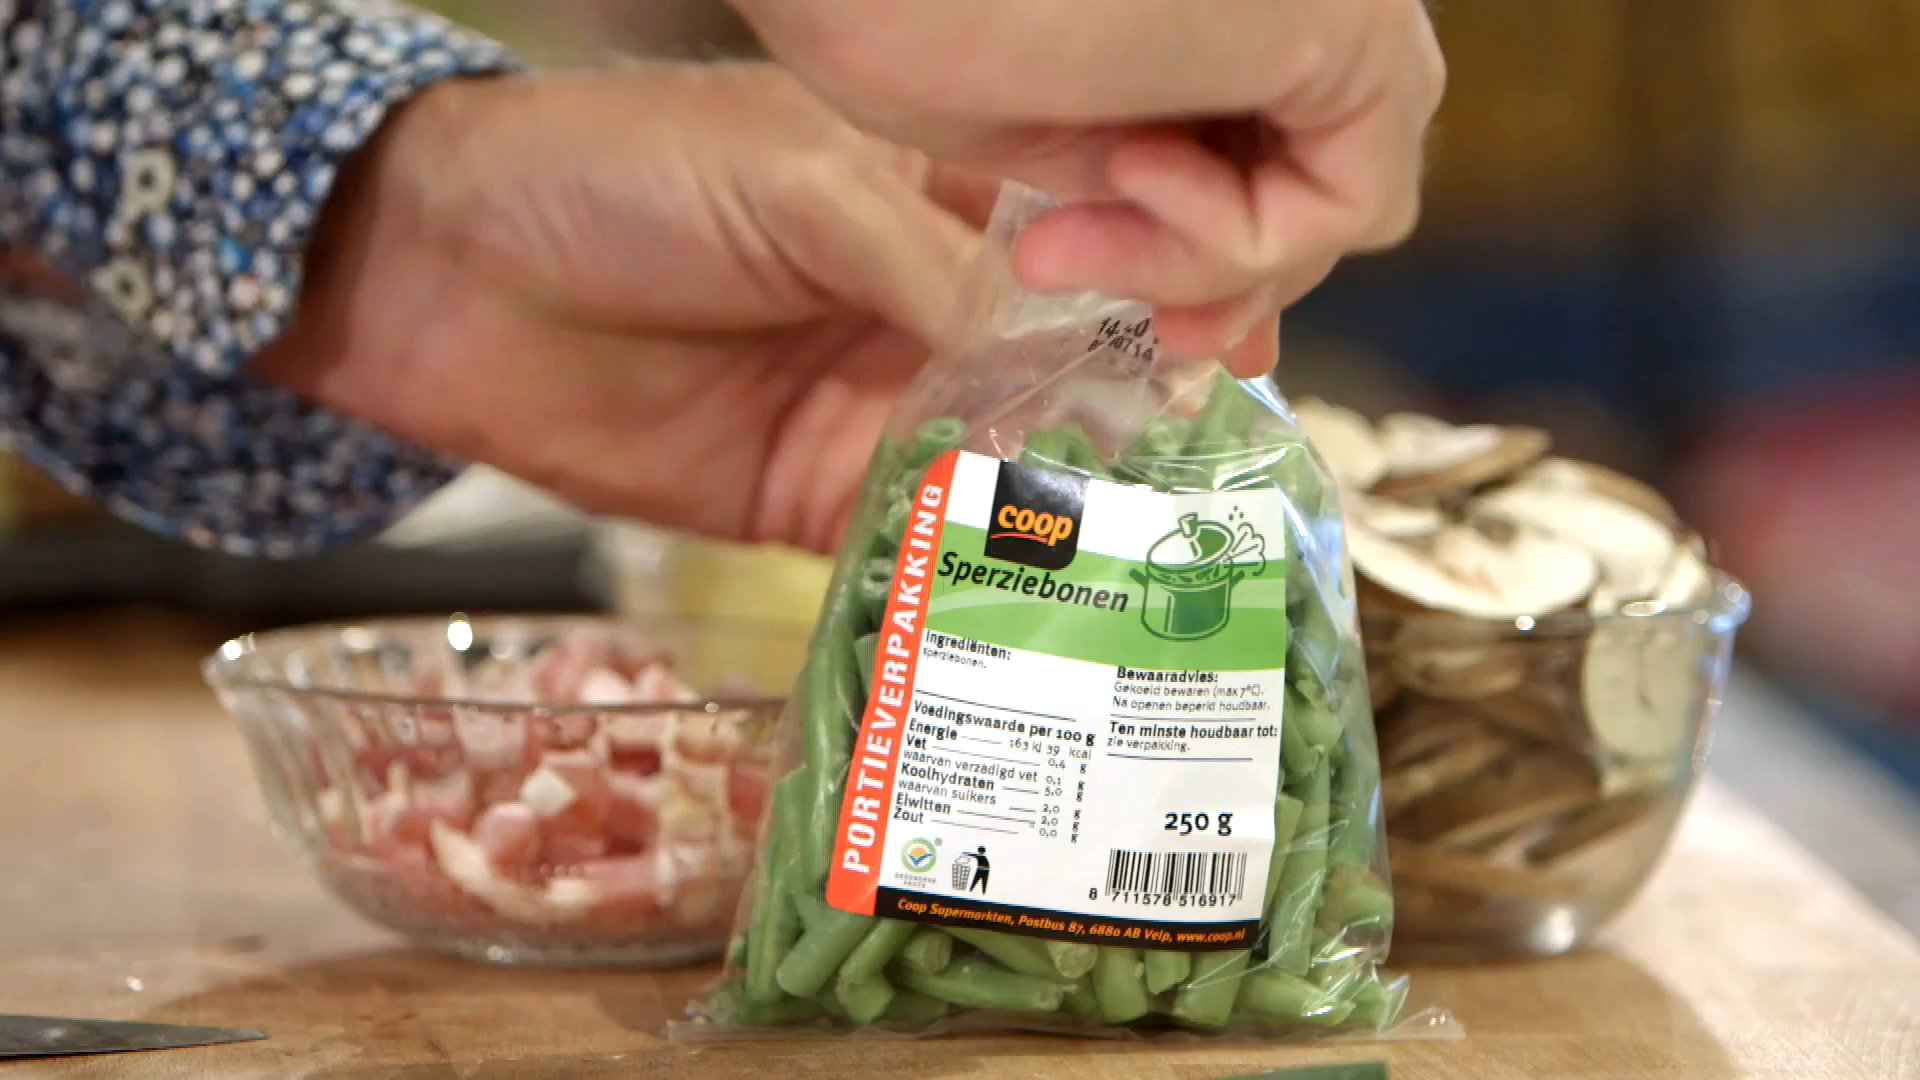 PORTIEVERPAKKING
coop
Sperziebonen
Ingrediënten:
sperziebonen.
Bewaaradvies:
Gekoeld bewaren (max 7°C).
Na openen beperkt houdbaar.
Ten minste houdbaar tot:
zie verpakking.
Voedingswaarde per 100 g
Energie 163 kJ 39 kcal
Vet 0,4 g
waarvan verzadigd vet 0,1 g
Koolhydraten 5,0 g
waarvan suikers 2,0 g
Eiwitten 2,0 g
Zout 0,0 g
250 g
8 711578 516917
Coop Supermarkten, Postbus 87, 6880 AB Velp, www.coop.nl